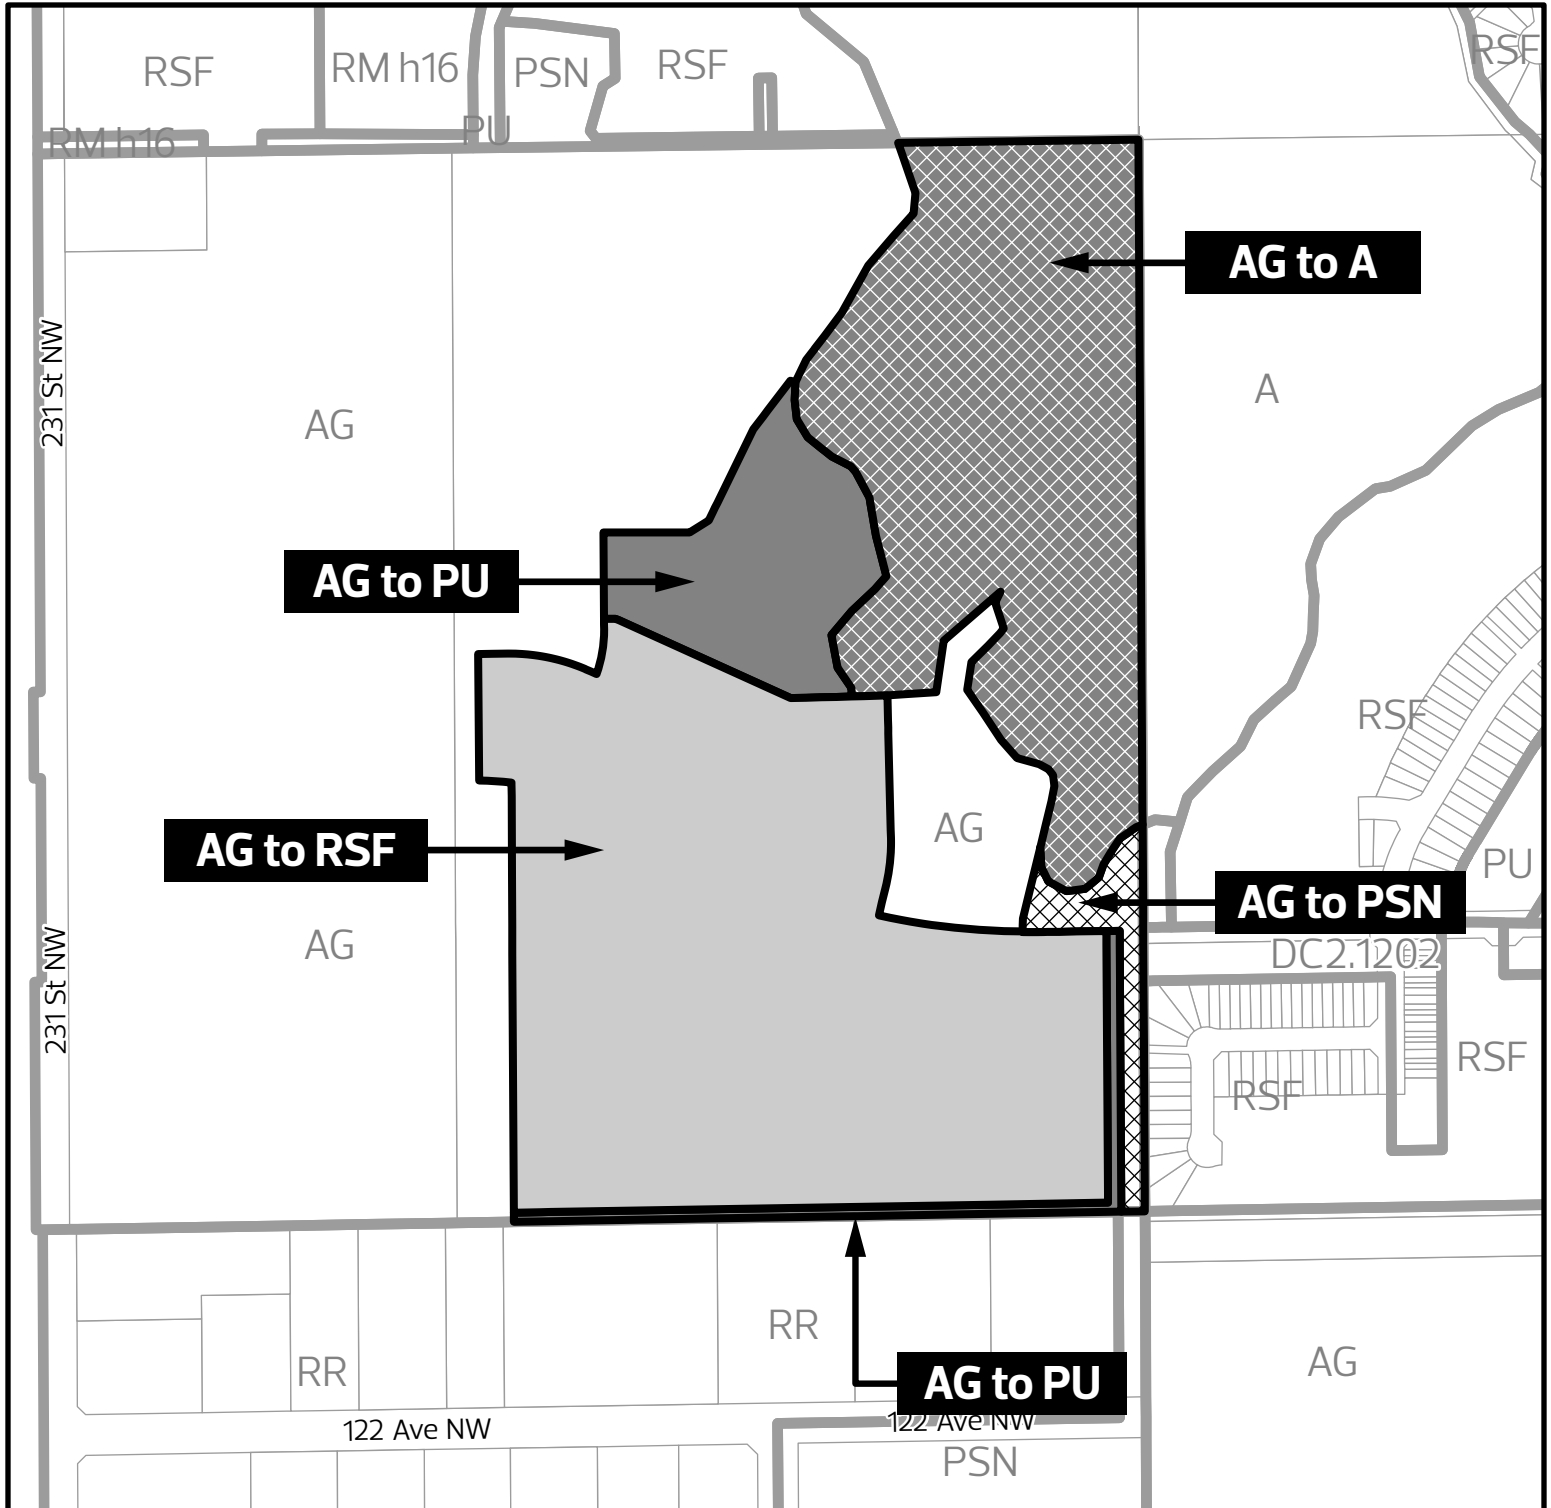 RSF
RM h16
PSN
RSF
RSF
RM h16
PU
AG to A
231 St NW
A
AG
AG to PU
RSF
AG to RSF
AG
PU
AG to PSN
AG
DC2.1202
231 St NW
RSF
RSF
RR
AG
RR
AG to PU
122 Ave NW
122 Ave NW
PSN